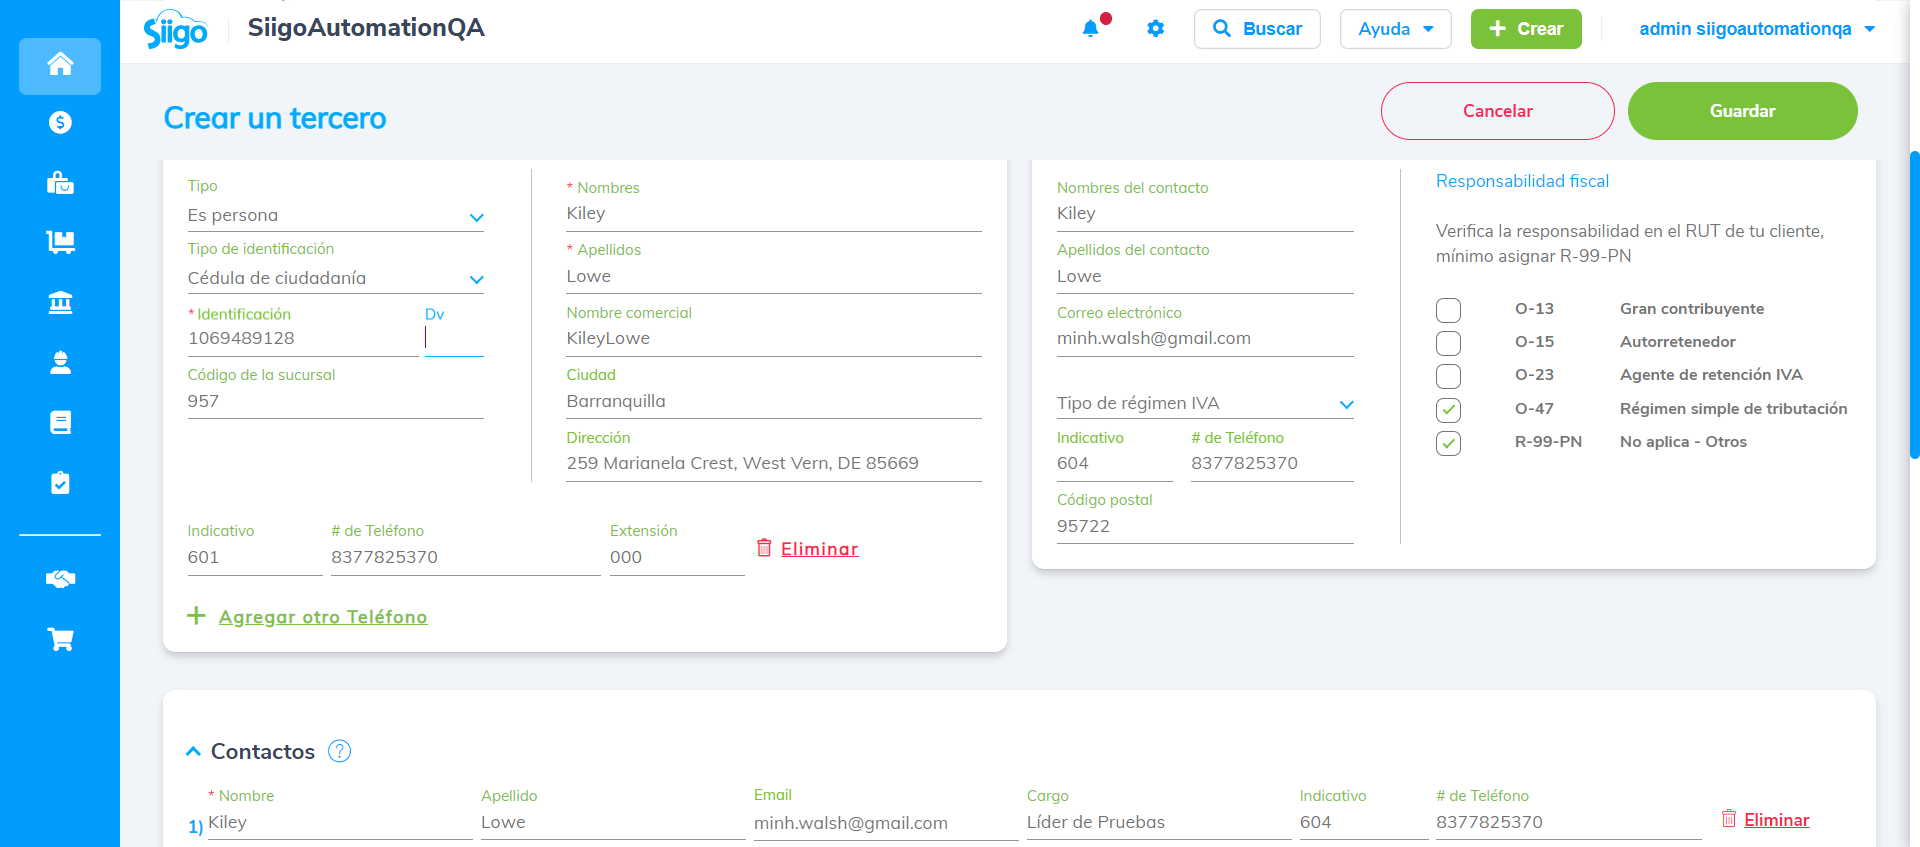 Siigo
SiigoAutomationQA
Buscar
Ayuda
Crear
admin siigoautomationqa
Crear un tercero
Cancelar
Guardar
Tipo
Es persona
Tipo de identificación
Cédula de ciudadanía
* Identificación
Dv
1069489128
Código de la sucursal
957
* Nombres
Kiley
* Apellidos
Lowe
Nombre comercial
KileyLowe
Ciudad
Barranquilla
Dirección
259 Marianela Crest, West Vern, DE 85669
Indicativo
# de Teléfono
Extensión
601
8377825370
000
Eliminar
Agregar otro Teléfono
Nombres del contacto
Kiley
Apellidos del contacto
Lowe
Correo electrónico
minh.walsh@gmail.com
Tipo de régimen IVA
Indicativo
# de Teléfono
604
8377825370
Código postal
95722
Responsabilidad fiscal
Verifica la responsabilidad en el RUT de tu cliente,
mínimo asignar R-99-PN
O-13 Gran contribuyente
O-15 Autorretenedor
O-23 Agente de retención IVA
O-47 Régimen simple de tributación
R-99-PN No aplica - Otros
Contactos ?
* Nombre
Apellido
Email
Cargo
Indicativo
# de Teléfono
1)
Kiley
Lowe
minh.walsh@gmail.com
Líder de Pruebas
604
8377825370
Eliminar